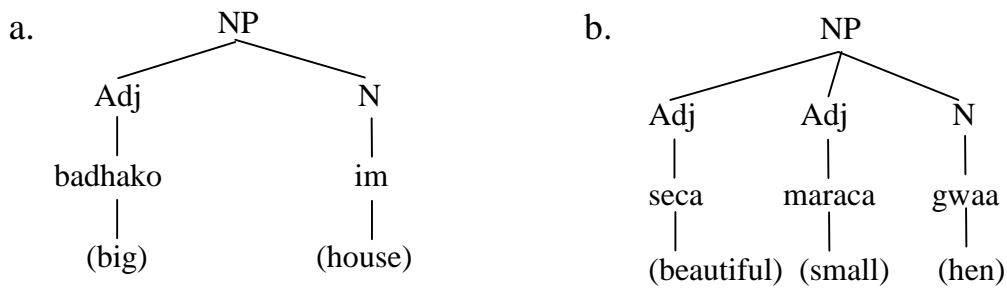 a. NP b. NP
Adj N Adj Adj N
badhako im seca maraca gwaa
(big) (house) (beautiful) (small) (hen)